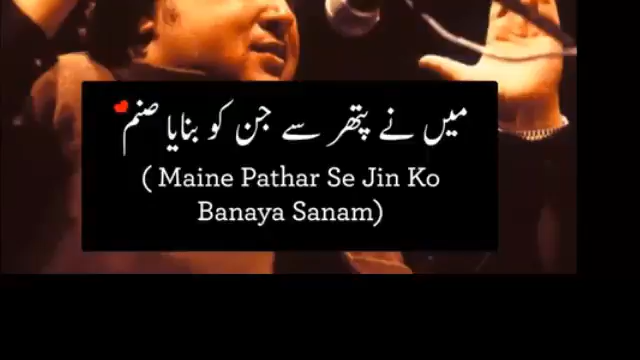 میں نے پتھر سے جن کو بنایا صنم
( Maine Pathar Se Jin Ko
Banaya Sanam)